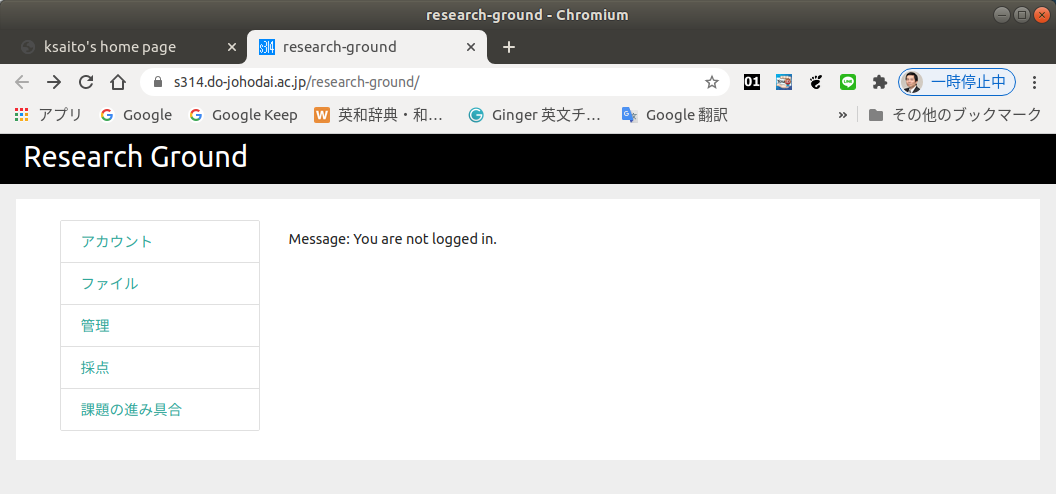 research-ground - Chromium
ksaito's home page
s314 research-ground
s314.do-johodai.ac.jp/research-ground/
01 LINE 一時停止中
アプリ G Google G Google Keep W 英和辞典・和… G Ginger 英文チ… G Google 翻訳 » その他のブックマーク
Research Ground
アカウント
Message: You are not logged in.
ファイル
管理
採点
課題の進み具合